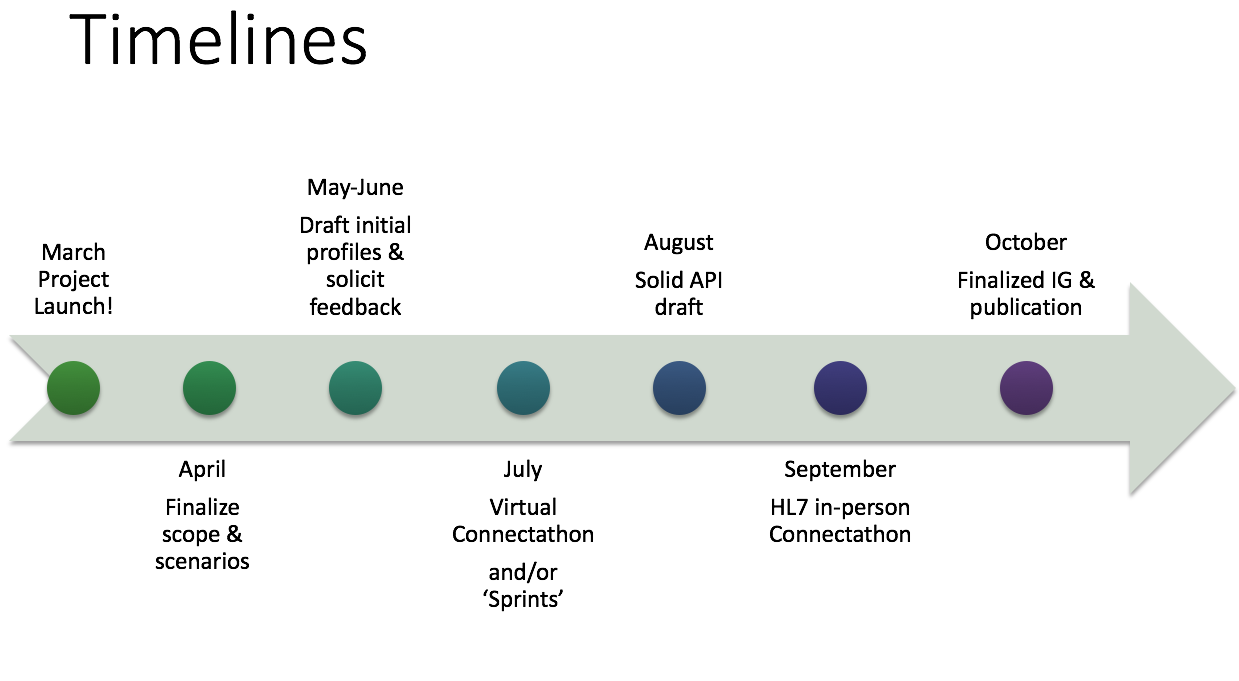 Timelines
March
Project
Launch!
April
Finalize
scope &
scenarios
May-June
Draft initial
profiles &
solicit
feedback
July
Virtual
Connectathon
and/or
‘Sprints’
August
Solid API
draft
September
HL7 in-person
Connectathon
October
Finalized IG &
publication